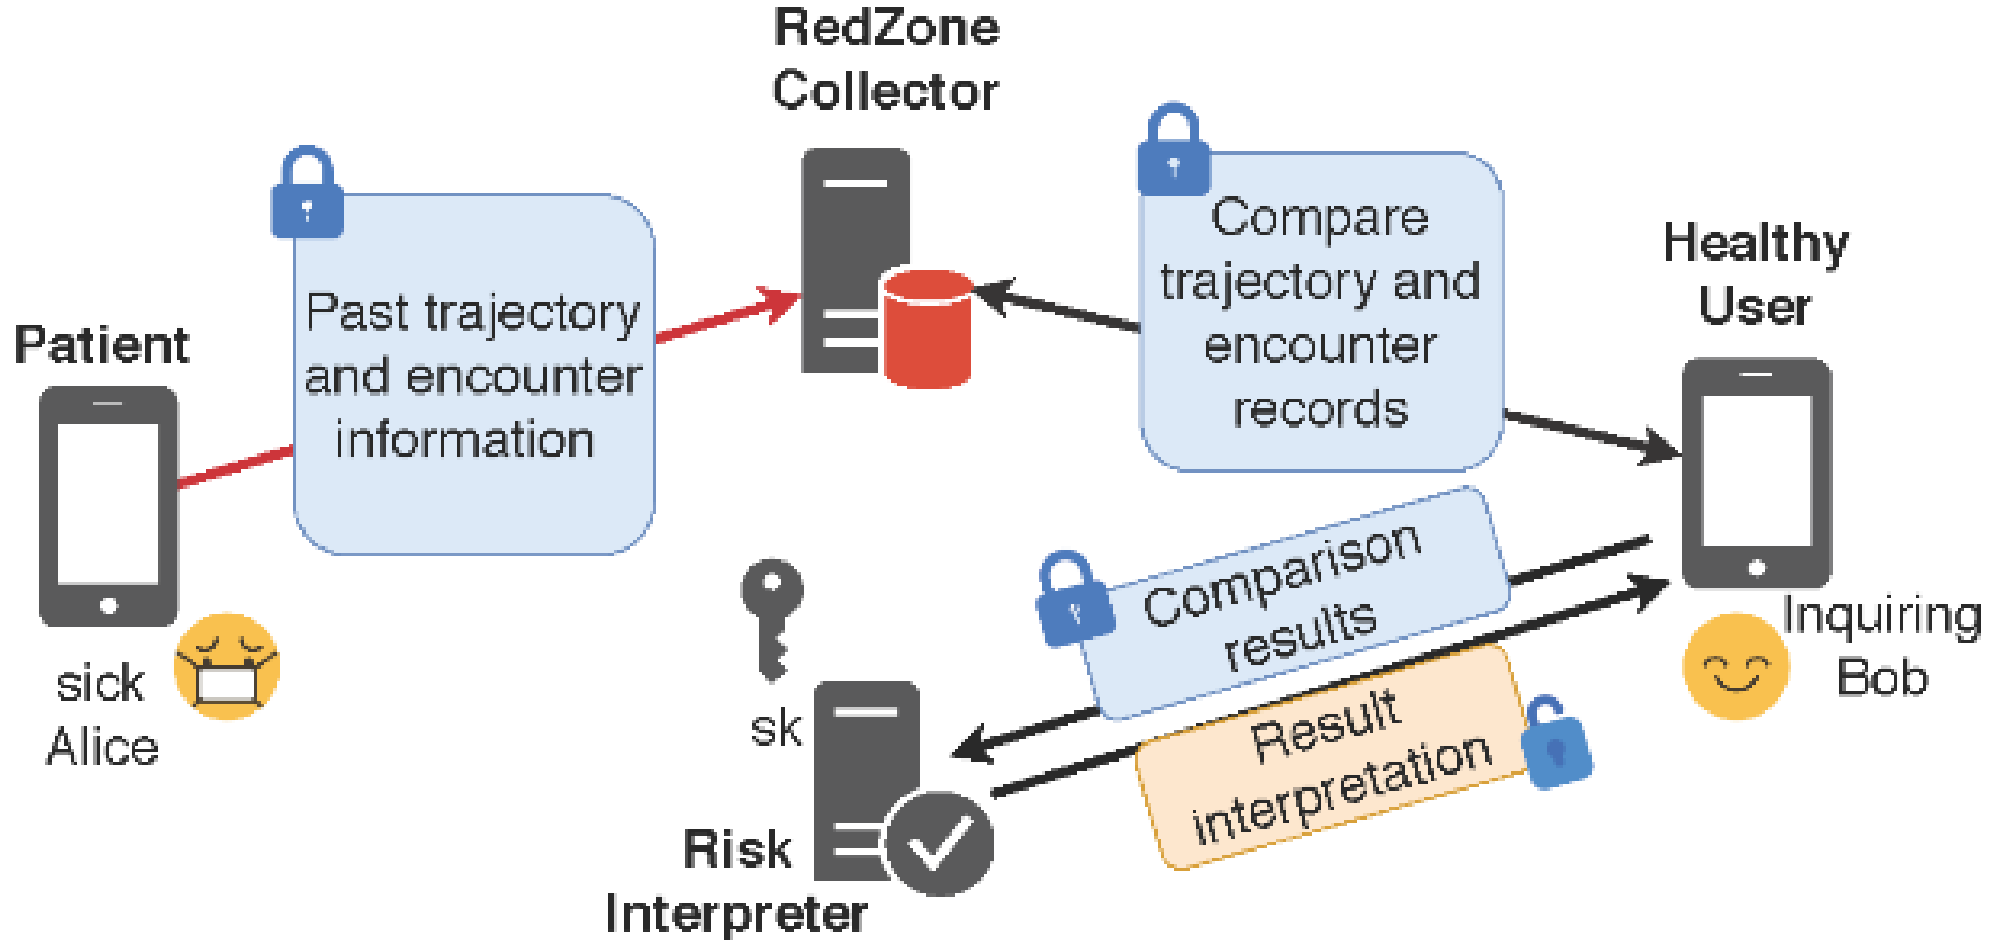 RedZone
Collector
Patient
sick
Alice
Past trajectory
and encounter
information
Compare
trajectory and
encounter
records
Healthy
User
Inquiring
Bob
Comparison
results
Result
interpretation
sk
Risk
Interpreter